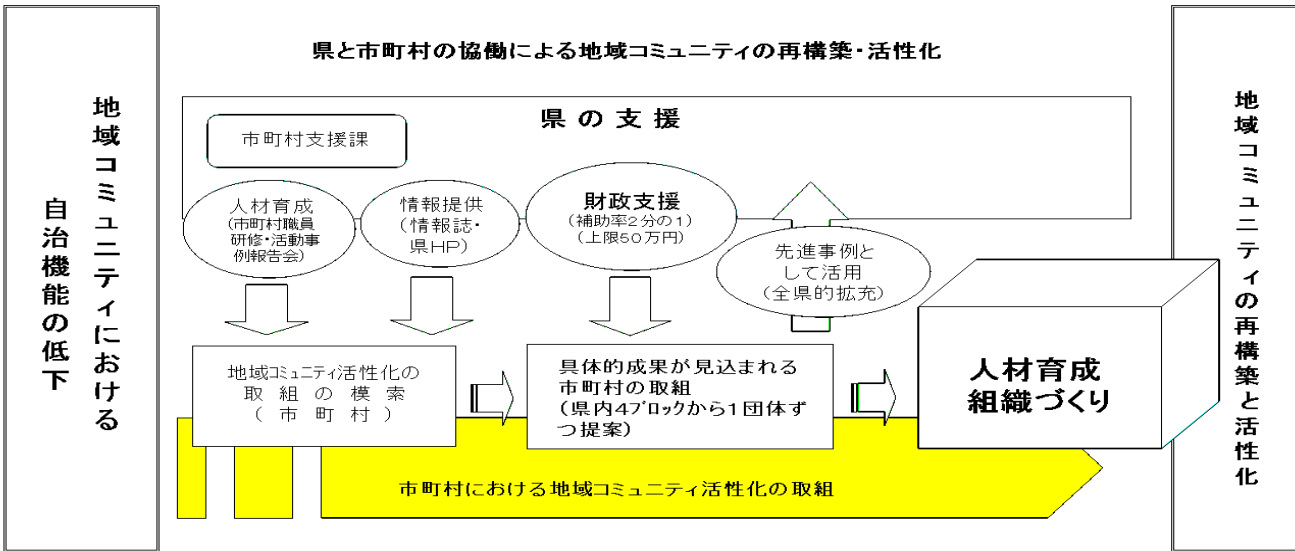 県と市町村の協働による地域コミュニティの再構築・活性化
地域コミュニティにおける
自治機能の低下
県の支援
市町村支援課
人材育成
(市町村職員
研修・活動事
例報告会)
情報提供
(情報誌・
県HP)
財政支援
(補助率2分の1)
(上限50万円)
先進事例と
して活用
(全県的拡充)
地域コミュニティ活性化の
取組の模索
(市町村)
具体的成果が見込まれる
市町村の取組
(県内4ブロックから1団体ず
つ提案)
人材育成
組織づくり
市町村における地域コミュニティ活性化の取組
地域コミュニティの再構築と活性化